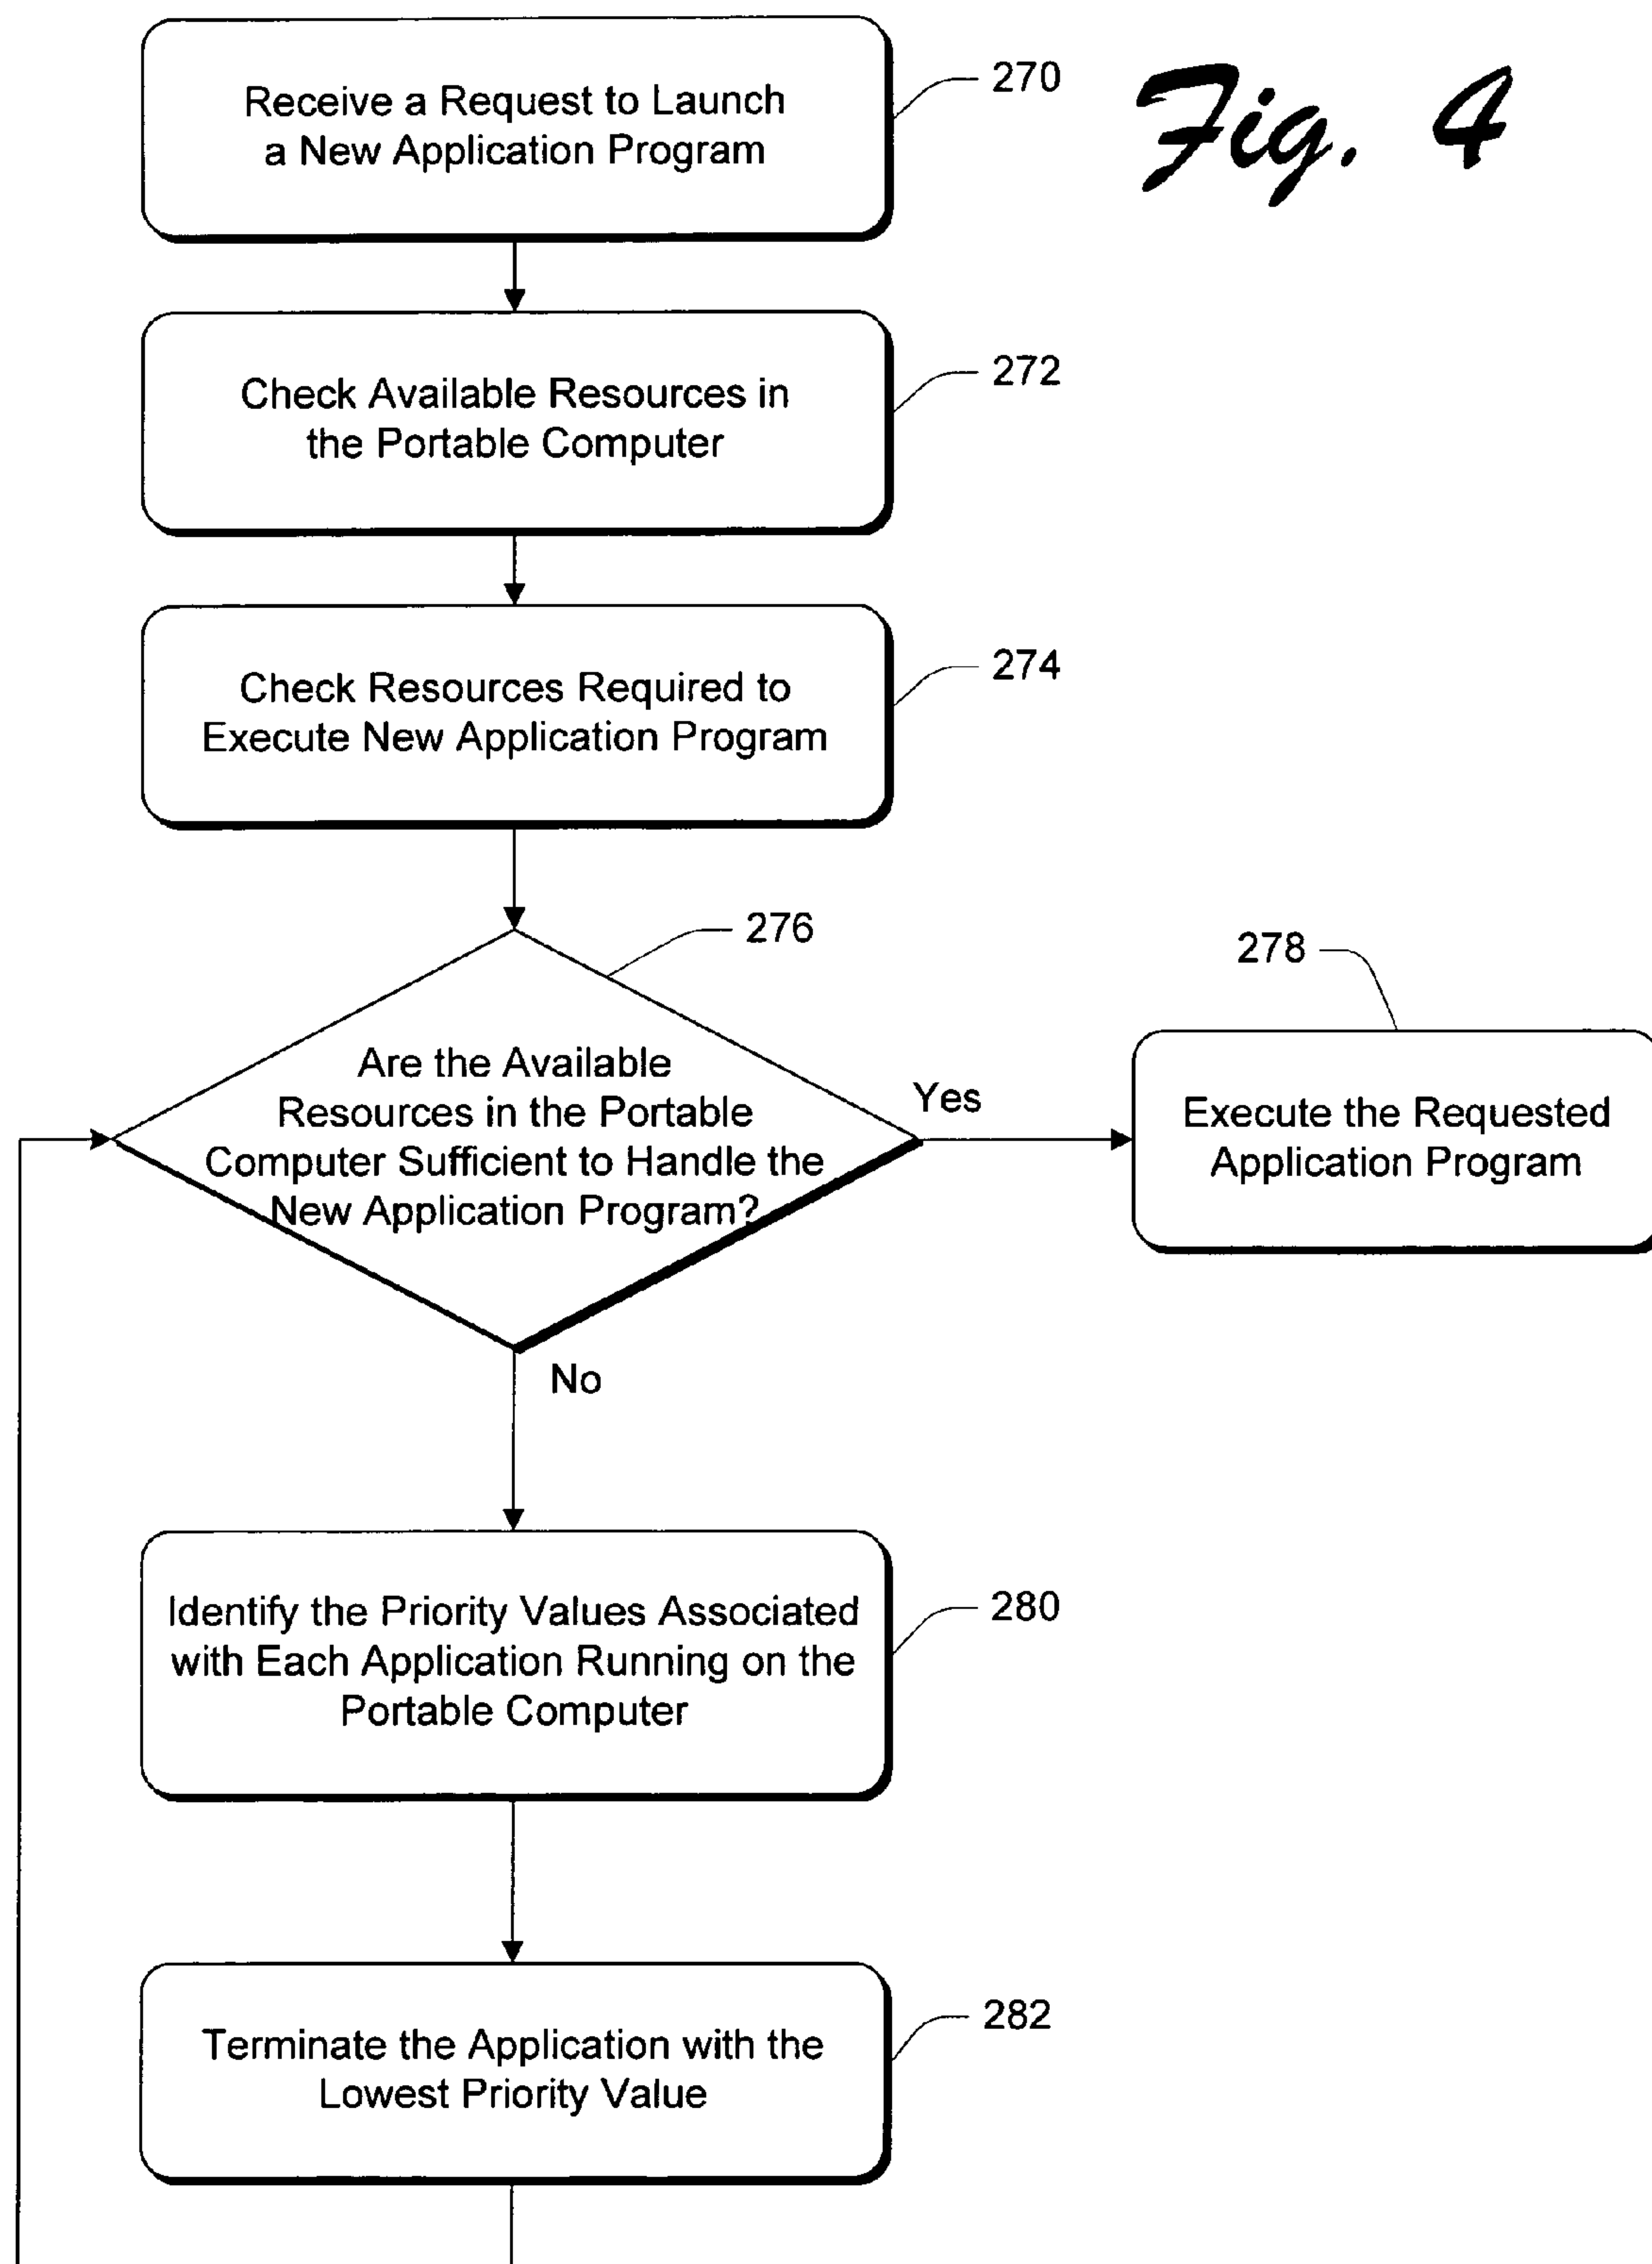 Fig. 4
270
Receive a Request to Launch
a New Application Program
272
Check Available Resources in
the Portable Computer
274
Check Resources Required to
Execute New Application Program
276
Are the Available
Resources in the Portable
Computer Sufficient to Handle the
New Application Program?
Yes
278
Execute the Requested
Application Program
No
280
Identify the Priority Values Associated
with Each Application Running on the
Portable Computer
282
Terminate the Application with the
Lowest Priority Value